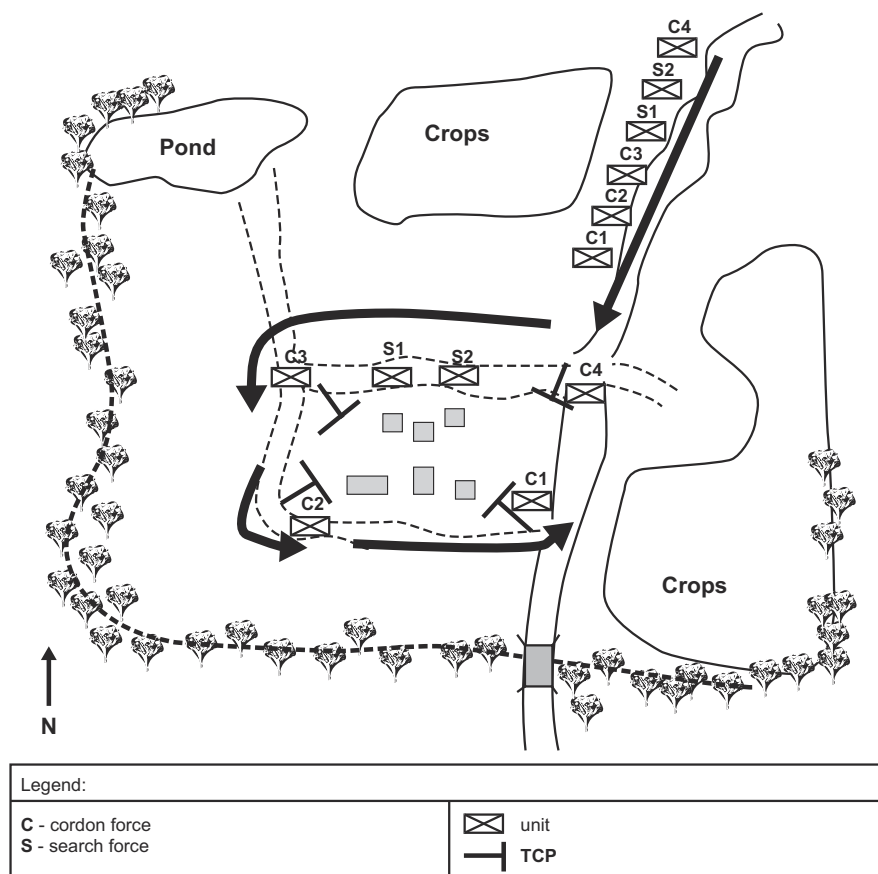 C4
S2
Pond
Crops
S1
C3
C2
C1
C3
S1
S2
C4
C1
C2
Crops
N
Legend:
C - cordon force
S - search force
unit
TCP